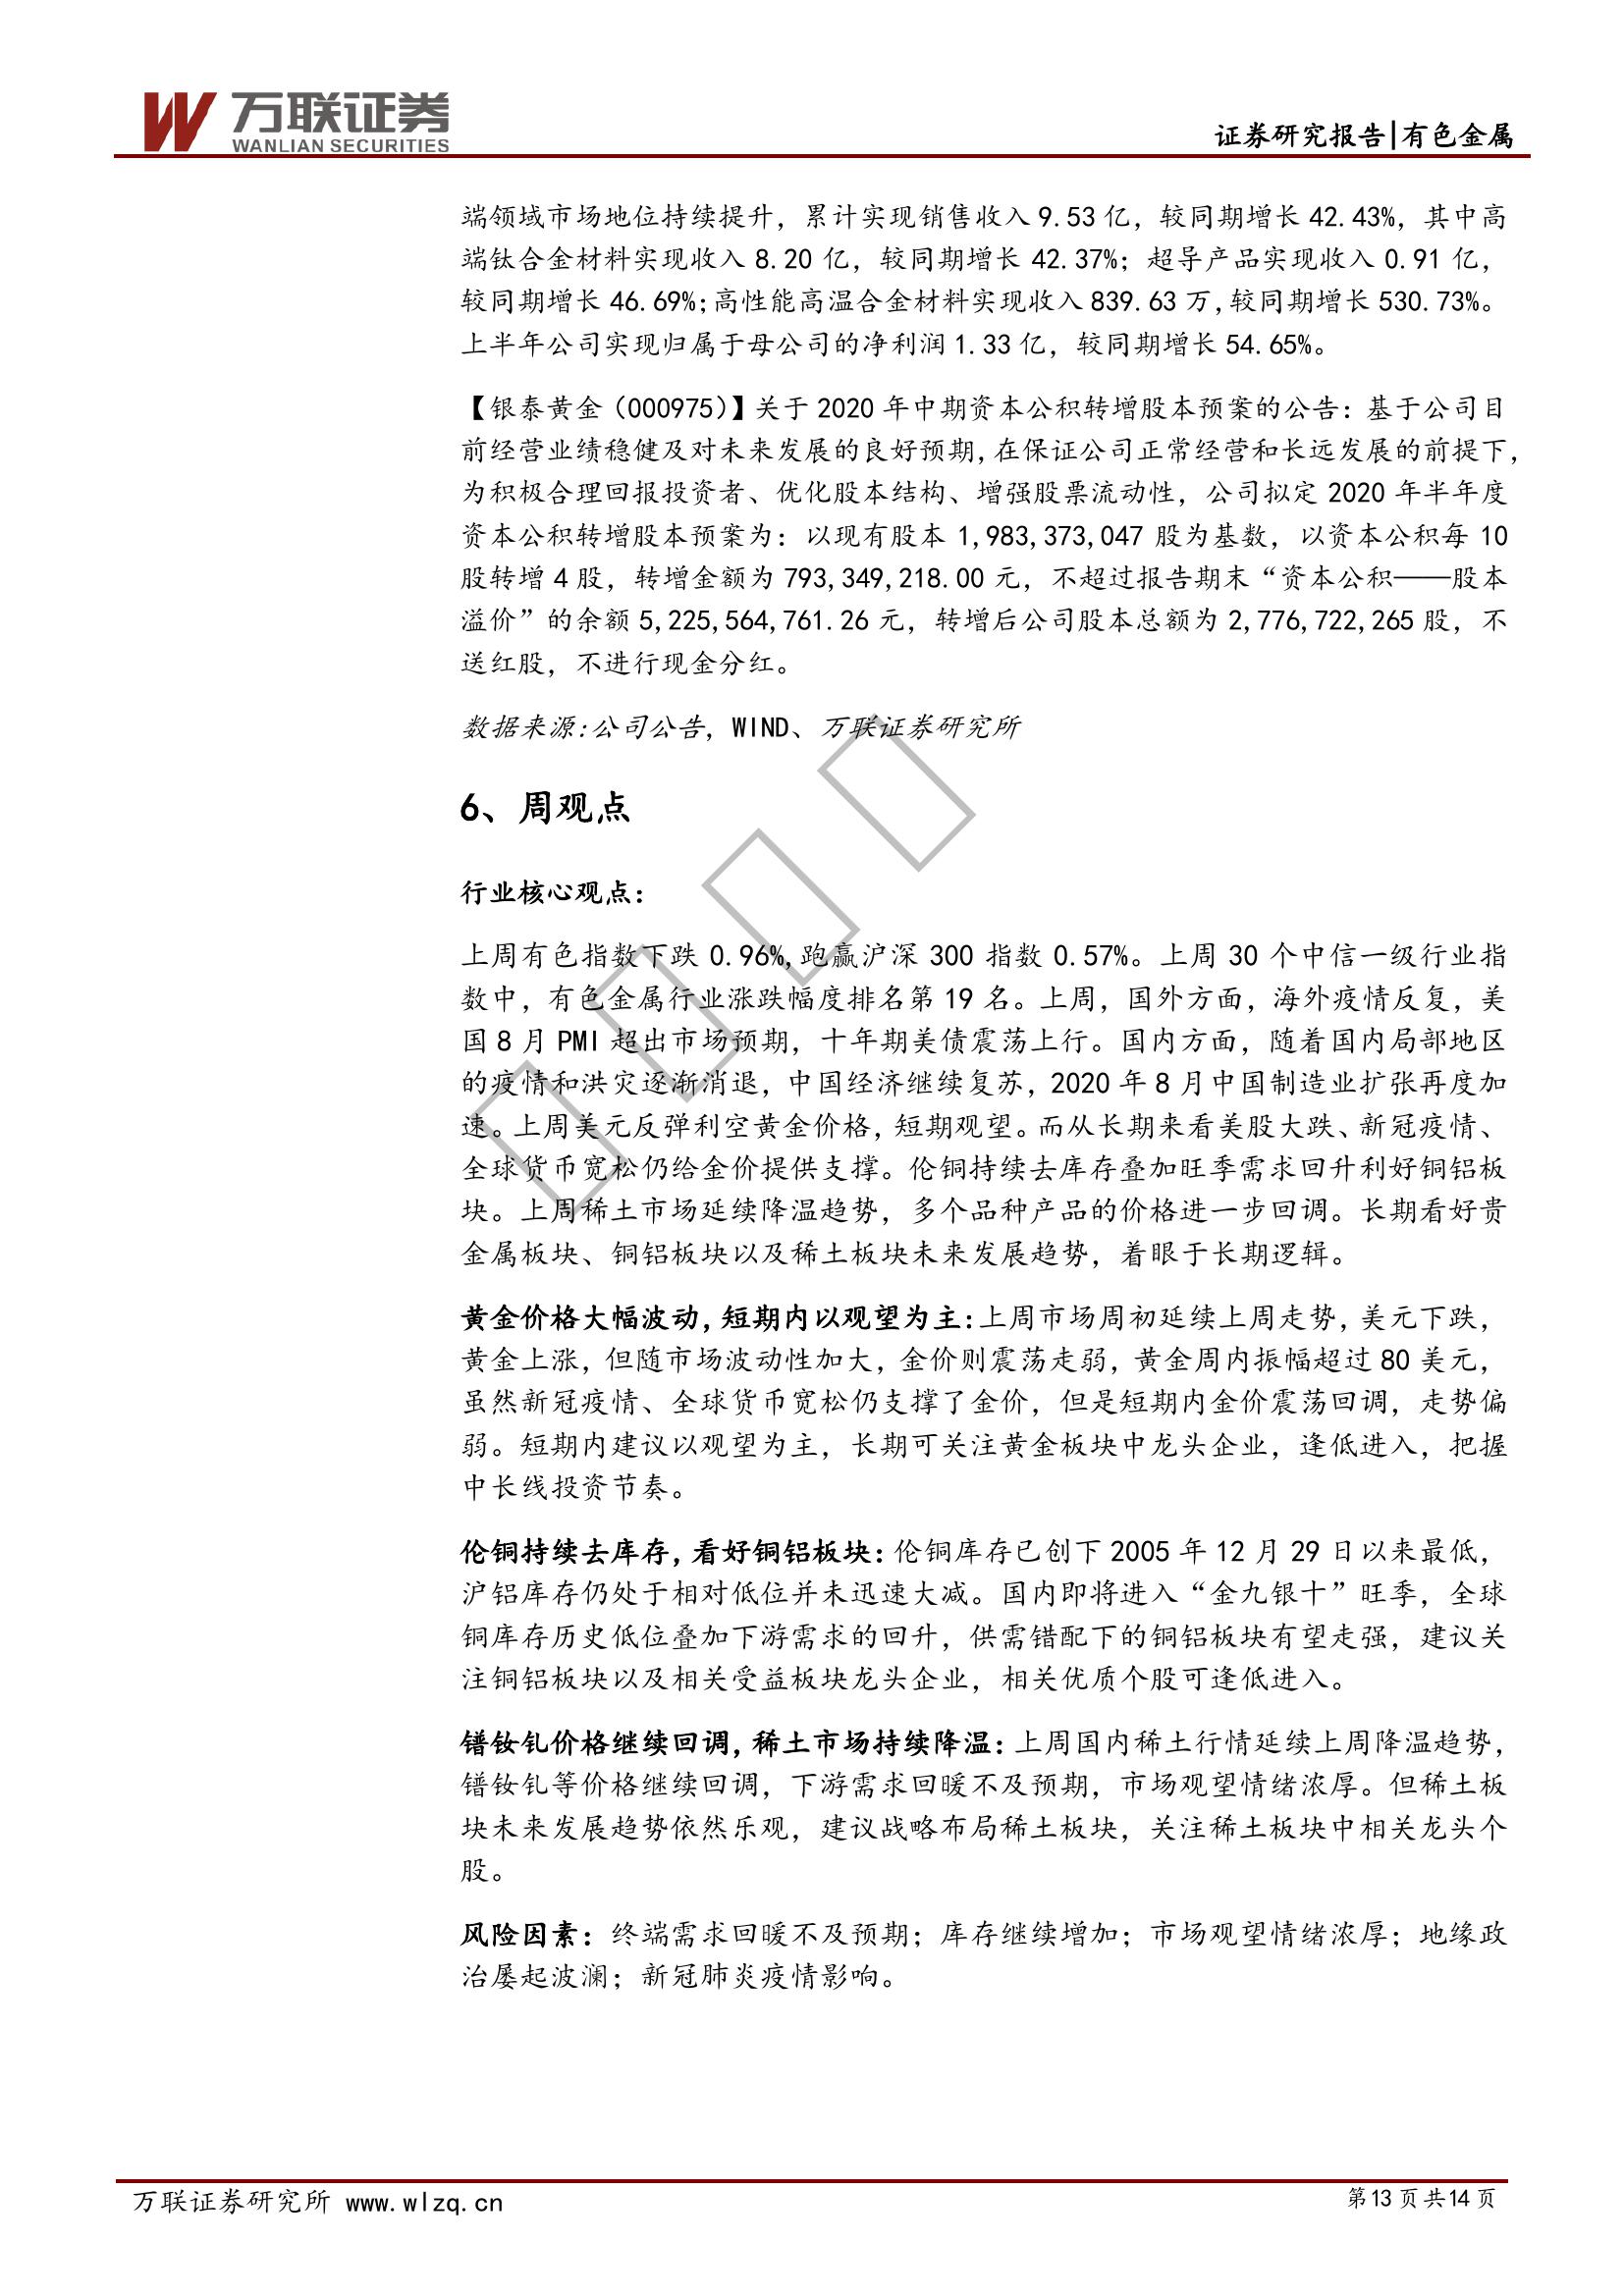 万联证券
WANLIAN SECURITIES
证券研究报告|有色金属
端领域市场地位持续提升，累计实现销售收入 9.53 亿，较同期增长 42.43%，其中高
端钛合金材料实现收入 8.20 亿，较同期增长 42.37%；超导产品实现收入 0.91 亿，
较同期增长 46.69%；高性能高温合金材料实现收入 839.63 万，较同期增长 530.73%。
上半年公司实现归属于母公司的净利润 1.33 亿，较同期增长 54.65%。
【银泰黄金（000975）】关于 2020 年中期资本公积转增股本预案的公告：基于公司目
前经营业绩稳健及对未来发展的良好预期，在保证公司正常经营和长远发展的前提下，
为积极合理回报投资者、优化股本结构、增强股票流动性，公司拟定 2020 年半年度
资本公积转增股本预案为：以现有股本 1,983,373,047 股为基数，以资本公积每 10
股转增 4 股，转增金额为 793,349,218.00 元，不超过报告期末“资本公积——股本
溢价”的余额 5,225,564,761.26 元，转增后公司股本总额为 2,776,722,265 股，不
送红股，不进行现金分红。
数据来源：公司公告，WIND、万联证券研究所
6、周观点
行业核心观点：
上周有色指数下跌 0.96%，跑赢沪深 300 指数 0.57%。上周 30 个中信一级行业指
数中，有色金属行业涨跌幅度排名第 19 名。上周，国外方面，海外疫情反复，美
国 8 月 PMI 超出市场预期，十年期美债震荡上行。国内方面，随着国内局部地区
的疫情和洪灾逐渐消退，中国经济继续复苏，2020 年 8 月中国制造业扩张再度加
速。上周美元反弹利空黄金价格，短期观望。而从长期来看美股大跌、新冠疫情、
全球货币宽松仍给金价提供支撑。伦铜持续去库存叠加旺季需求回升利好铜铝板
块。上周稀土市场延续降温趋势，多个品种产品的价格进一步回调。长期看好贵
金属板块、铜铝板块以及稀土板块未来发展趋势，着眼于长期逻辑。
黄金价格大幅波动，短期内以观望为主：上周市场周初延续上周走势，美元下跌，
黄金上涨，但随市场波动性加大，金价则震荡走弱，黄金周内振幅超过 80 美元，
虽然新冠疫情、全球货币宽松仍支撑了金价，但是短期内金价震荡回调，走势偏
弱。短期内建议以观望为主，长期可关注黄金板块中龙头企业，逢低进入，把握
中长线投资节奏。
伦铜持续去库存，看好铜铝板块：伦铜库存已创下 2005 年 12 月 29 日以来最低，
沪铝库存仍处于相对低位并未迅速大减。国内即将进入“金九银十”旺季，全球
铜库存历史低位叠加下游需求的回升，供需错配下的铜铝板块有望走强，建议关
注铜铝板块以及相关受益板块龙头企业，相关优质个股可逢低进入。
镨钕钆价格继续回调，稀土市场持续降温：上周国内稀土行情延续上周降温趋势，
镨钕钆等价格继续回调，下游需求回暖不及预期，市场观望情绪浓厚。但稀土板
块未来发展趋势依然乐观，建议战略布局稀土板块，关注稀土板块中相关龙头个
股。
风险因素：终端需求回暖不及预期；库存继续增加；市场观望情绪浓厚；地缘政
治屡起波澜；新冠肺炎疫情影响。
万联证券研究所 www.wlzq.cn
第 13 页 共 14 页